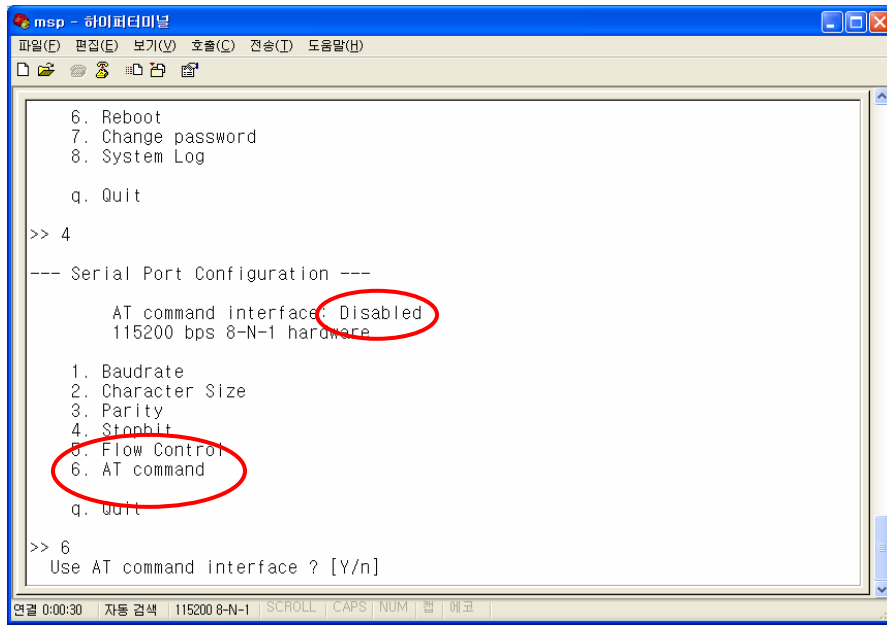 msp - 하이퍼터미널
파일(F) 편집(E) 보기(V) 호출(C) 전송(T) 도움말(H)
6. Reboot
7. Change password
8. System Log
q. Quit
>> 4
--- Serial Port Configuration ---
AT command interface: Disabled
115200 bps 8-N-1 hardware
1. Baudrate
2. Character Size
3. Parity
4. Stopbit
5. Flow Control
6. AT command
q. Quit
>> 6
Use AT command interface ? [Y/n]
연결 0:00:30 자동 검색 115200 8-N-1 SCROLL CAPS NUM 캡 에코